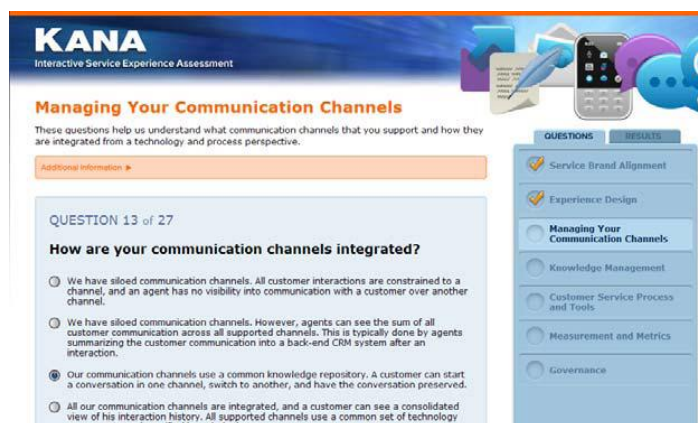 KANA
Interactive Service Experience Assessment
Managing Your Communication Channels
These questions help us understand what communication channels that you support and how they
are integrated from a technology and process perspective.
Additional Information ▶
QUESTION 13 of 27
How are your communication channels integrated?
We have siloed communication channels. All customer interactions are constrained to a
channel, and an agent has no visibility into communication with a customer over another
channel.
We have siloed communication channels. However, agents can see the sum of all
customer communication across all supported channels. This is typically done by agents
summarizing the customer communication into a back-end CRM system after an
interaction.
Our communication channels use a common knowledge repository. A customer can start
a conversation in one channel, switch to another, and have the conversation preserved.
All our communication channels are integrated, and a customer can see a consolidated
view of his interaction history. All supported channels use a common set of technology
QUESTIONS
RESULTS
Service Brand Alignment
Experience Design
Managing Your
Communication Channels
Knowledge Management
Customer Service Process
and Tools
Measurement and Metrics
Governance